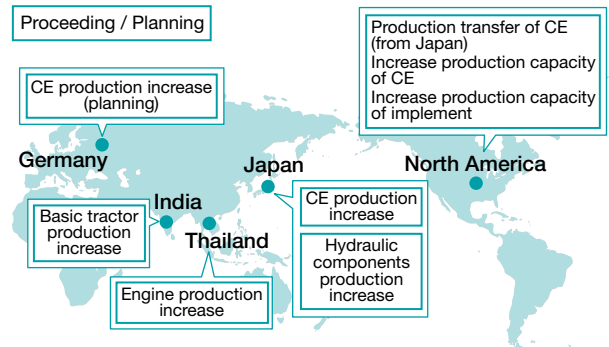 Proceeding / Planning
Production transfer of CE
(from Japan)
Increase production capacity
of CE
Increase production capacity
of implement
CE production increase
(planning)
Germany
Japan
North America
India
Basic tractor
production
increase
Thailand
CE production
increase
Hydraulic
components
production
increase
Engine production
increase